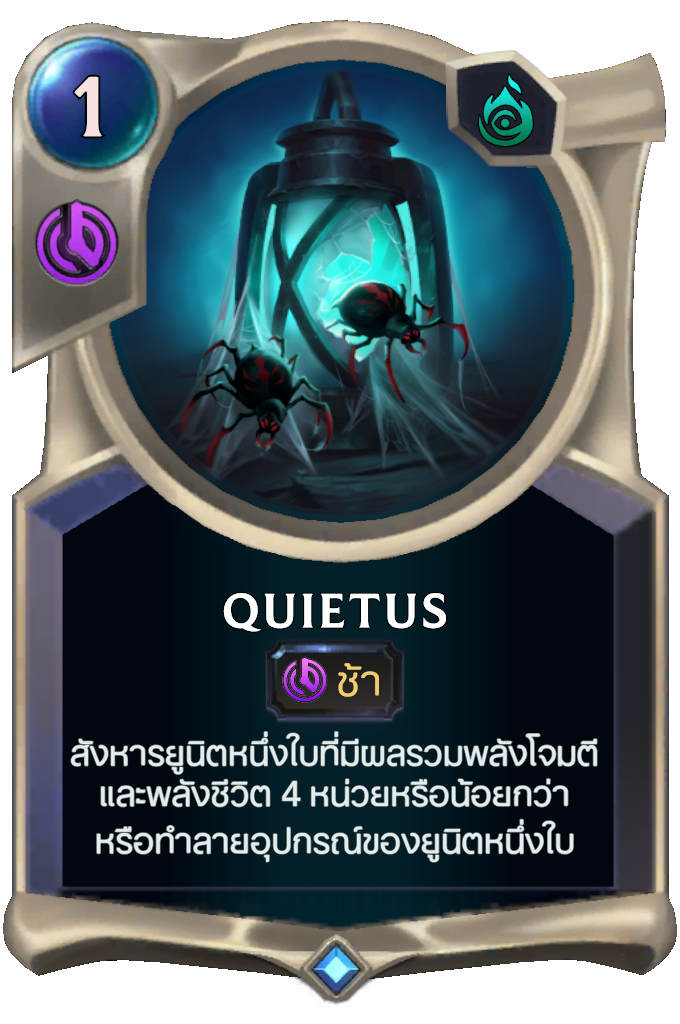 1
QUIETUS
ช้า
สังหารยูนิตหนึ่งใบที่มีผลรวมพลังโจมตี
และพลังชีวิต 4 หน่วยหรือน้อยกว่า
หรือทำลายอุปกรณ์ของยูนิตหนึ่งใบ